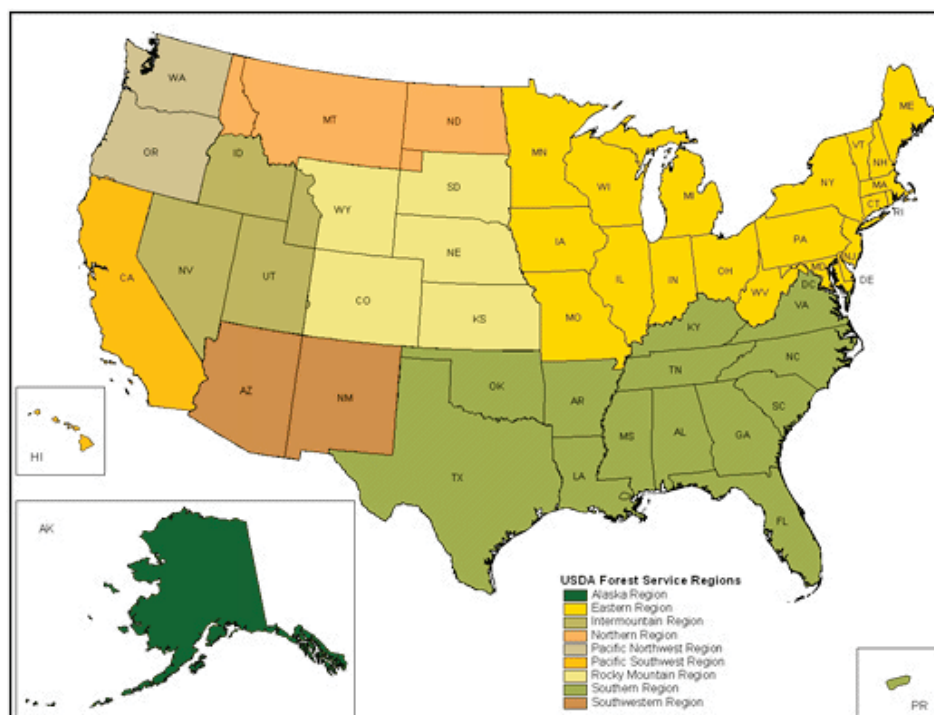 WA
MT
ND
ME
OR
ID
MN
VT
NH
SD
WI
MI
NY
MA
WY
CT
RI
NE
IA
PA
NV
UT
IL
IN
OH
NJ
MD
CA
CO
DE
KS
MO
WV
DC
VA
KY
NC
TN
OK
AZ
NM
AR
SC
MS
AL
GA
HI
TX
LA
AK
FL
USDA Forest Service Regions
Alaska Region
Eastern Region
Intermountain Region
Northern Region
Pacific Northwest Region
Pacific Southwest Region
Rocky Mountain Region
Southern Region
Southwestern Region
PR